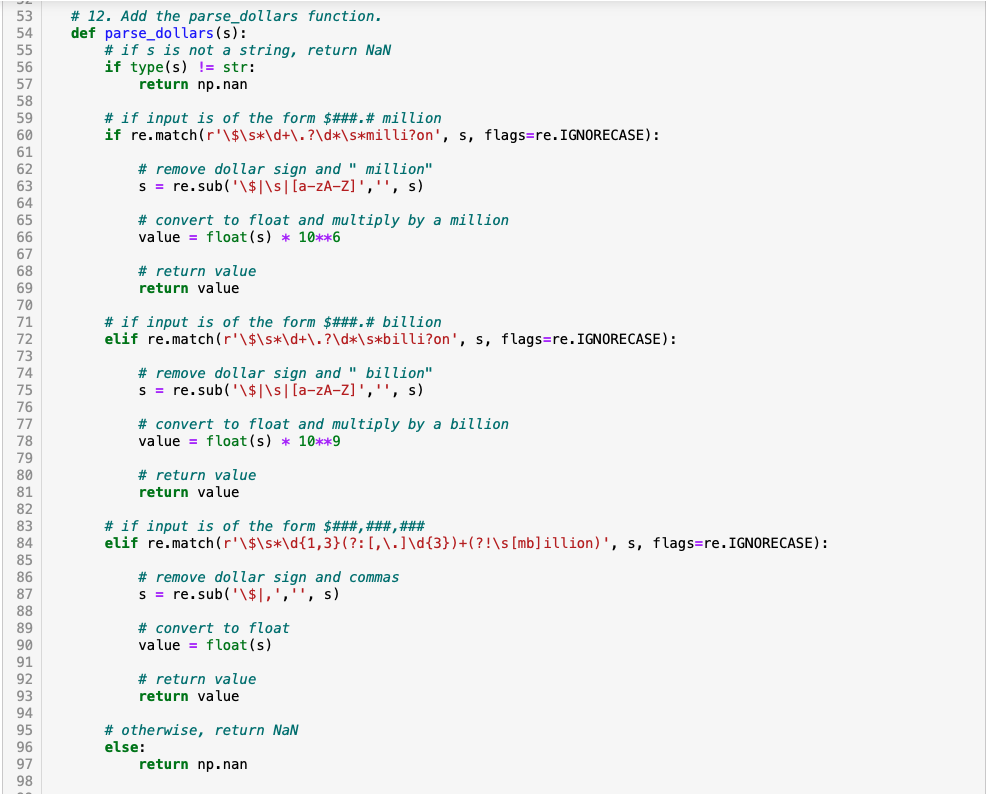 53 # 12. Add the parse_dollars function.
54 def parse_dollars(s):
55     # if s is not a string, return NaN
56     if type(s) != str:
57         return np.nan
58
59     # if input is of the form $###.# million
60     if re.match(r'\$\s*\d+\.?\d*\s*milli?on', s, flags=re.IGNORECASE):
61
62         # remove dollar sign and " million"
63         s = re.sub('\$|\s|[a-zA-Z]','', s)
64
65         # convert to float and multiply by a million
66         value = float(s) * 10**6
67
68         # return value
69         return value
70
71     # if input is of the form $###.# billion
72     elif re.match(r'\$\s*\d+\.?\d*\s*billi?on', s, flags=re.IGNORECASE):
73
74         # remove dollar sign and " billion"
75         s = re.sub('\$|\s|[a-zA-Z]','', s)
76
77         # convert to float and multiply by a billion
78         value = float(s) * 10**9
79
80         # return value
81         return value
82
83     # if input is of the form $###,###,###
84     elif re.match(r'\$\s*\d{1,3}(?:[,\.]\d{3})+(?!\s[mb]illion)', s, flags=re.IGNORECASE):
85
86         # remove dollar sign and commas
87         s = re.sub('\$|,','', s)
88
89         # convert to float
90         value = float(s)
91
92         # return value
93         return value
94
95     # otherwise, return NaN
96     else:
97         return np.nan
98